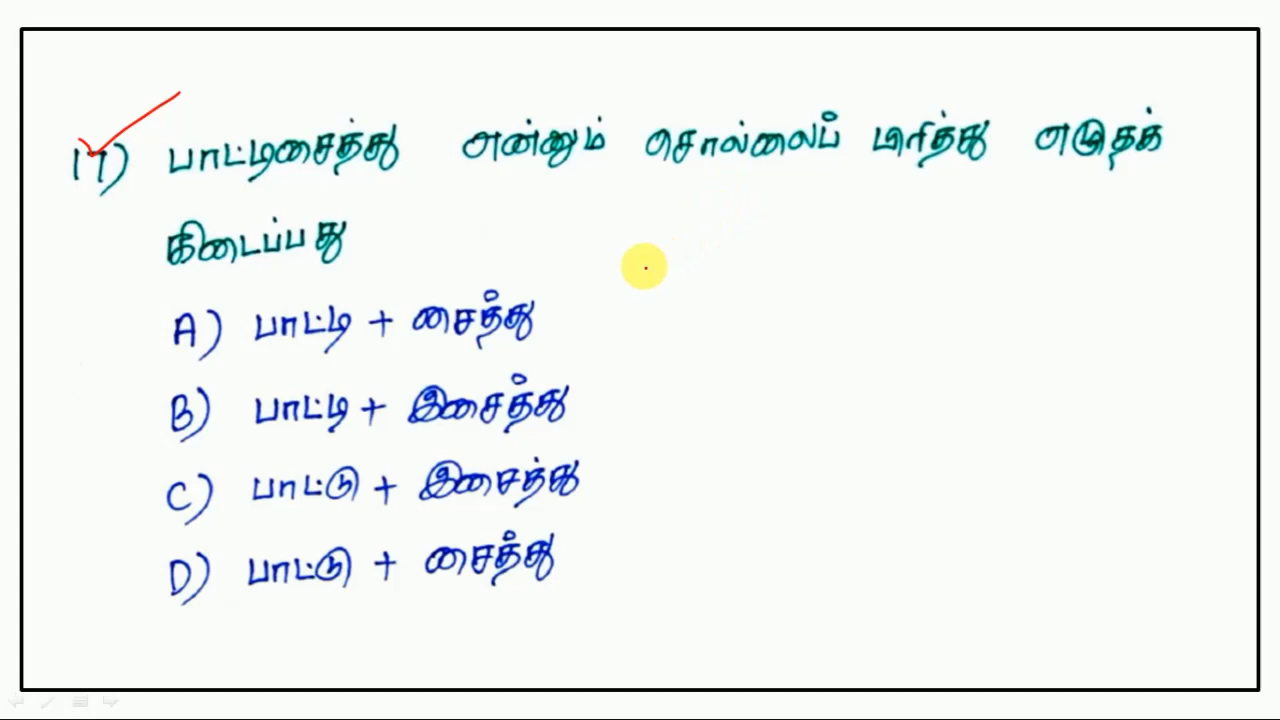 17) பாட்டிசைத்து என்னும் சொல்லைப் பிரித்து எழுதக்
கிடைப்பது
A) பாட்டி + சைத்து
B) பாட்டி + இசைத்து
C) பாட்டு + இசைத்து
D) பாட்டு + சைத்து